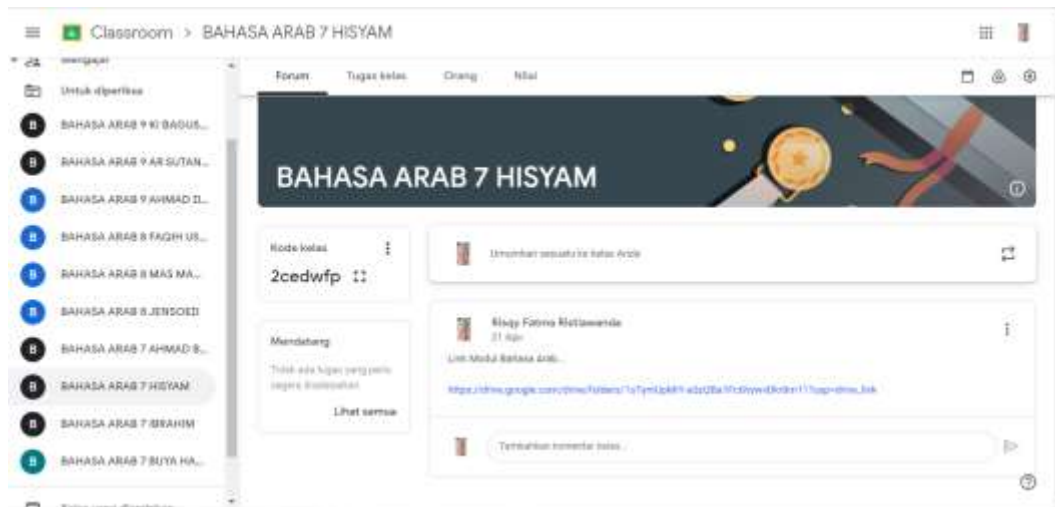 Classroom > BAHASA ARAB 7 HISYAM
Mengajar
Untuk diperiksa
B BAHASA ARAB 9 KI BAGUS...
B BAHASA ARAB 9 AR SUTAN...
B BAHASA ARAB 9 AHMAD D...
B BAHASA ARAB 8 FAQIH US...
B BAHASA ARAB 8 MAS MA...
B BAHASA ARAB 8 JENSOED
B BAHASA ARAB 7 AHMAD B...
B BAHASA ARAB 7 HISYAM
B BAHASA ARAB 7 IBRAHIM
B BAHASA ARAB 7 BUYA HA...
Forum Tugas kelas Orang Nilai
BAHASA ARAB 7 HISYAM
Kode kelas
2cedwfp
Mendatang
Tidak ada tugas yang perlu
segera diselesaikan
Lihat semua
Umumkan sesuatu ke kelas Anda
Risqy Fatma Ristiawanda
21 Agu
Link Modul Bahasa Arab...
Tambahkan komentar kelas...